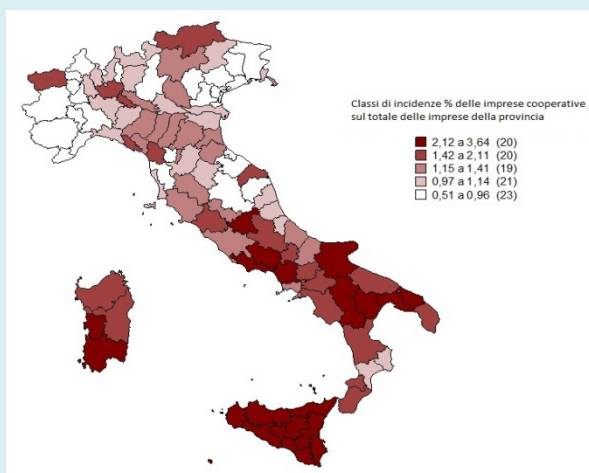 Classi di incidenze % delle imprese cooperative
sul totale delle imprese della provincia
2,12 a 3,64 (20)
1,42 a 2,11 (20)
1,15 a 1,41 (19)
0,97 a 1,14 (21)
0,51 a 0,96 (23)